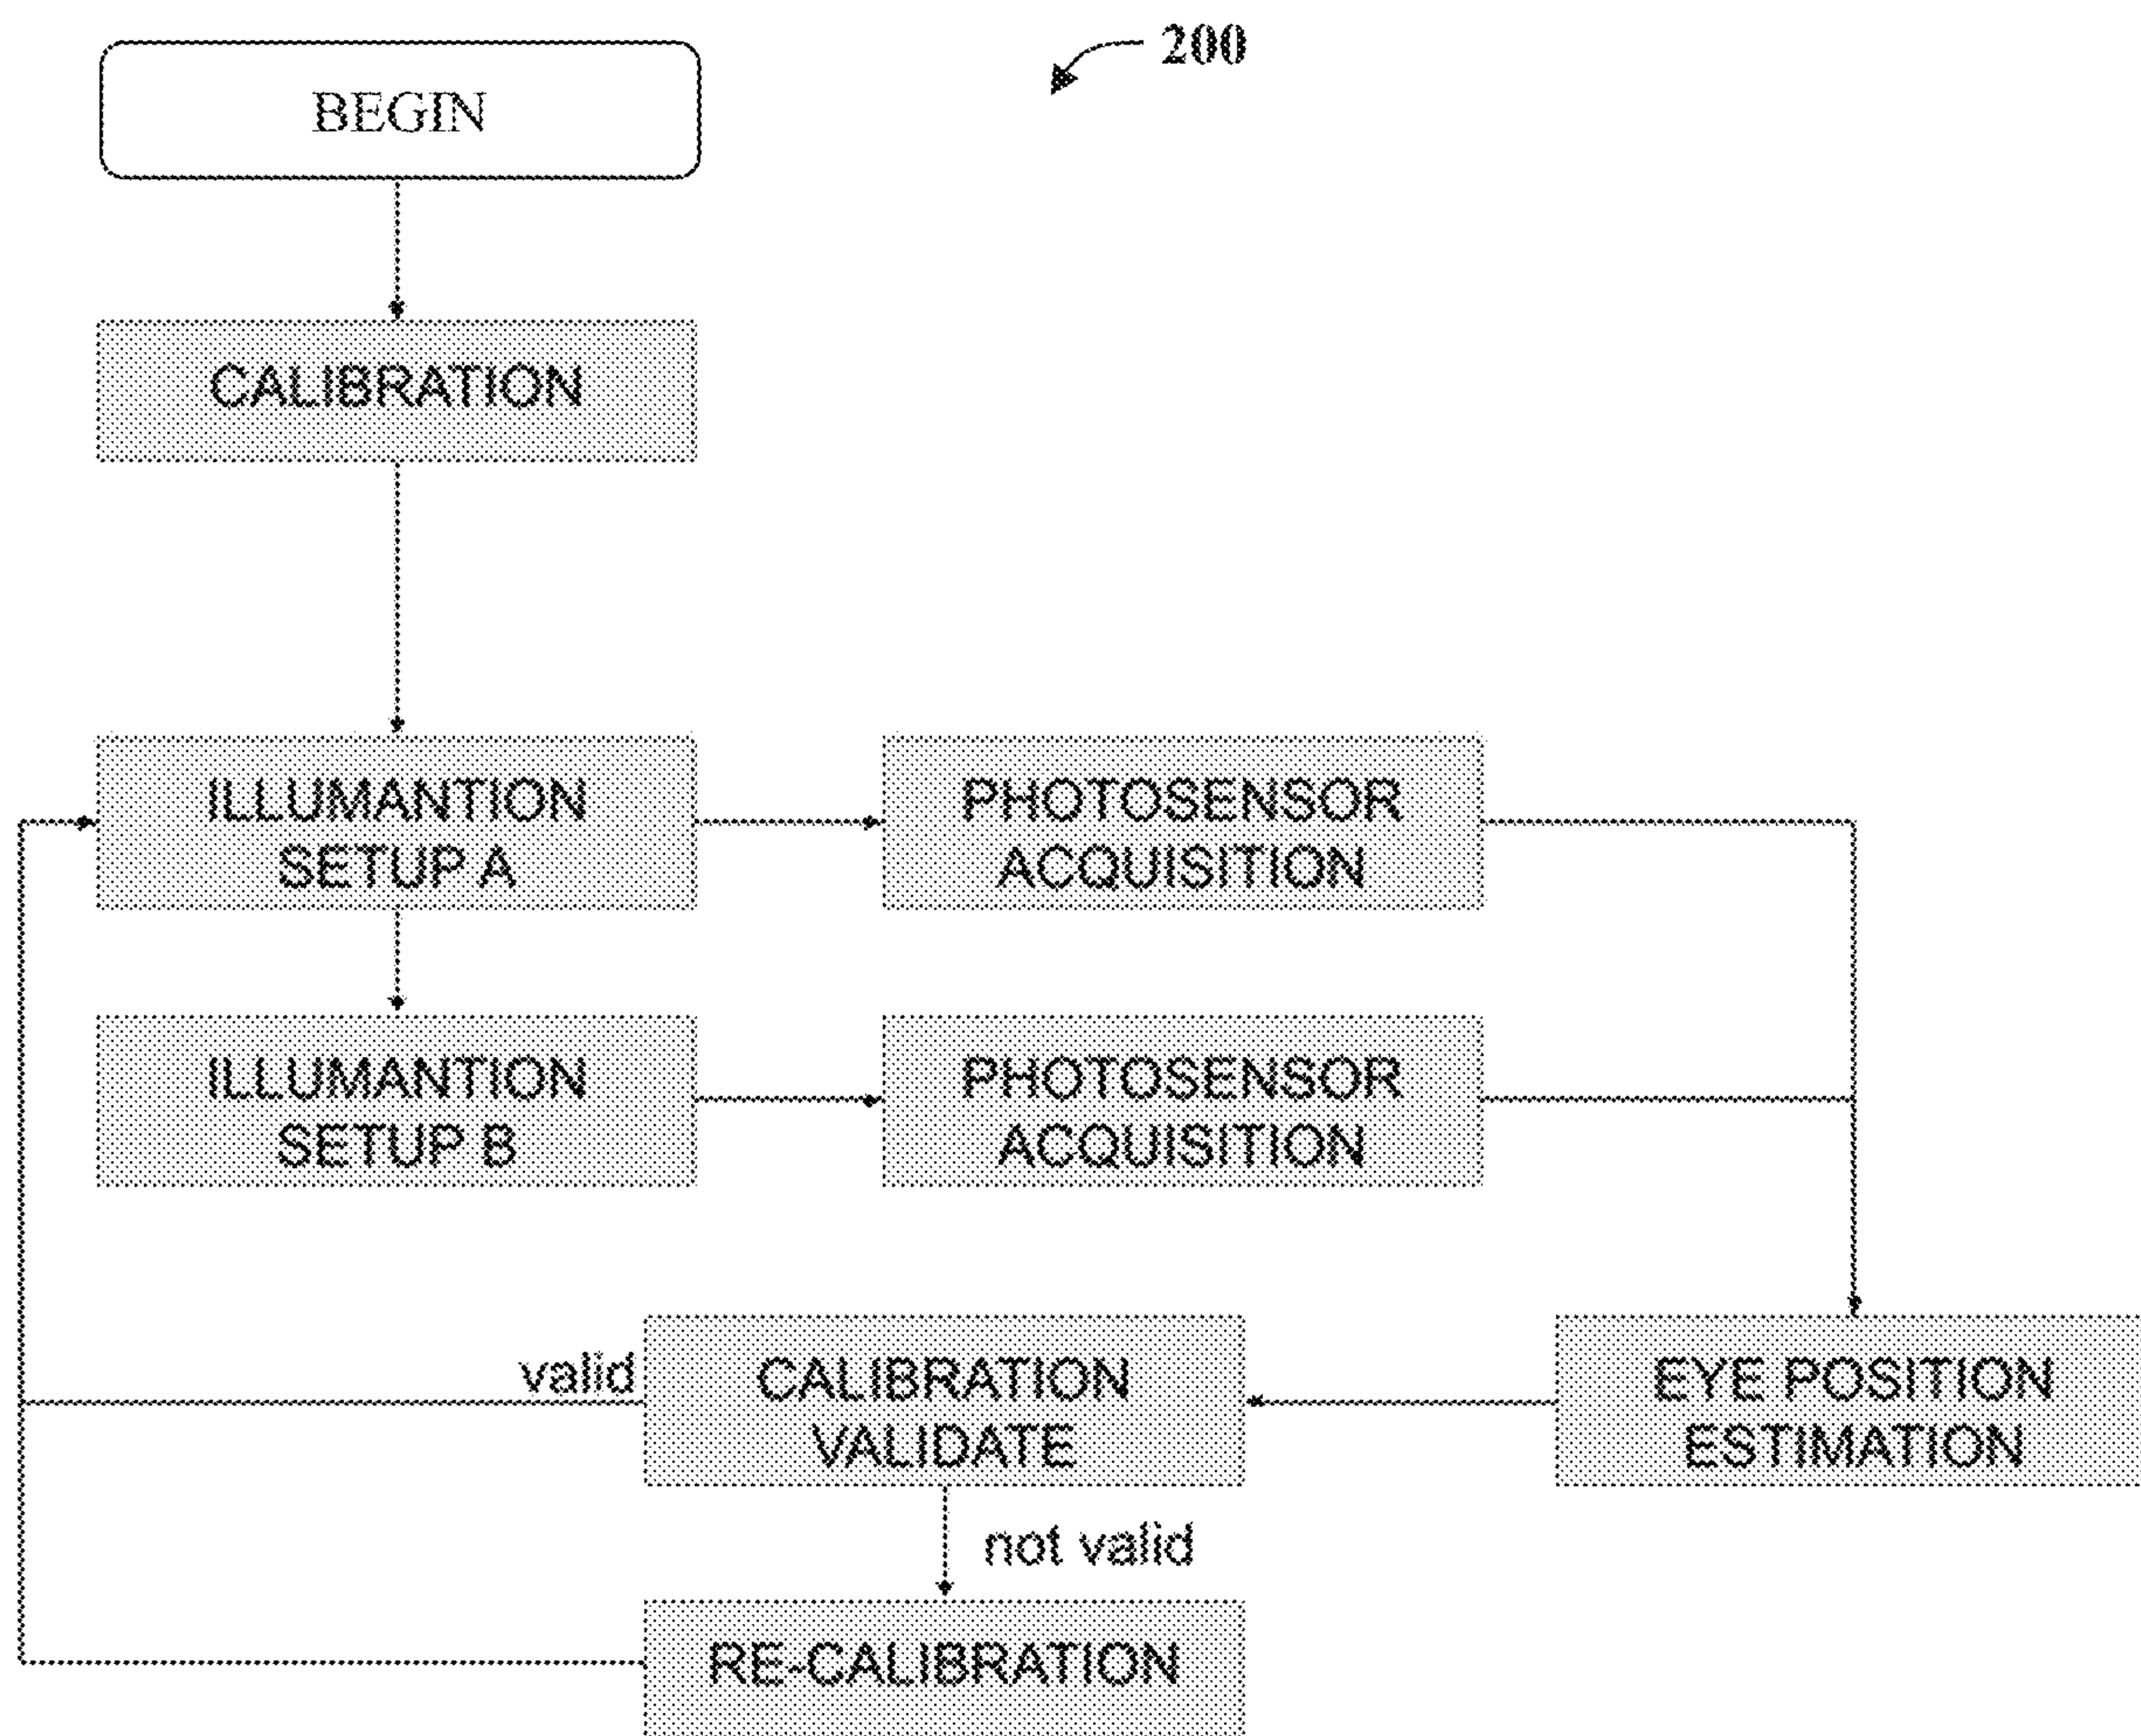 200
BEGIN
CALIBRATION
ILLUMANTION
SETUP A
PHOTOSENSOR
ACQUISITION
ILLUMANTION
SETUP B
PHOTOSENSOR
ACQUISITION
valid
CALIBRATION
VALIDATE
EYE POSITION
ESTIMATION
not valid
RE-CALIBRATION